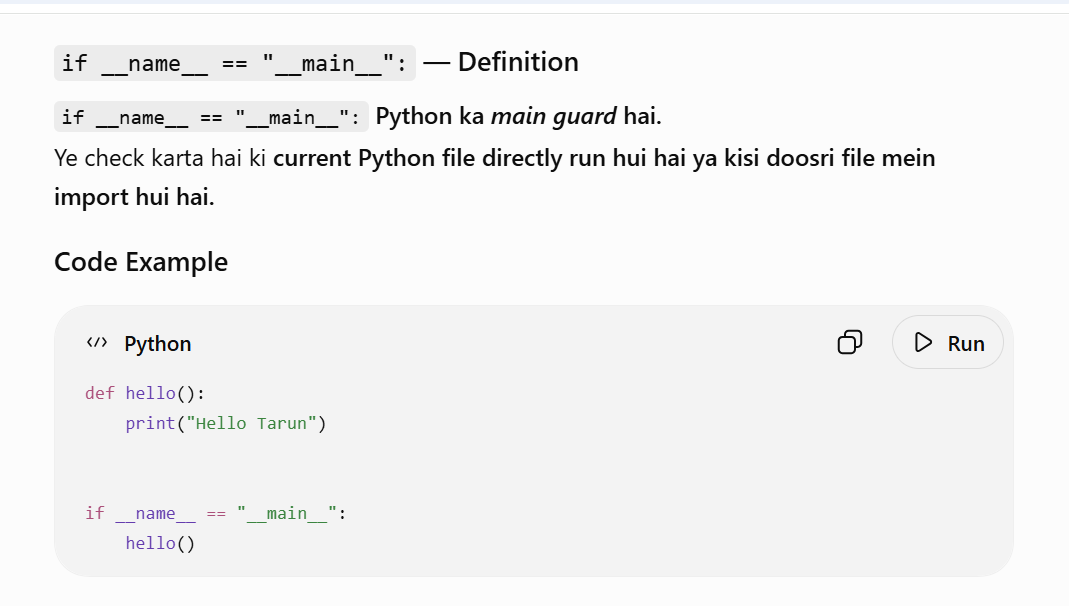 if __name__ == "__main__": — Definition
if __name__ == "__main__": Python ka main guard hai.
Ye check karta hai ki current Python file directly run hui hai ya kisi doosri file mein
import hui hai.
Code Example
Python
Run
def hello():
    print("Hello Tarun")
if __name__ == "__main__":
    hello()